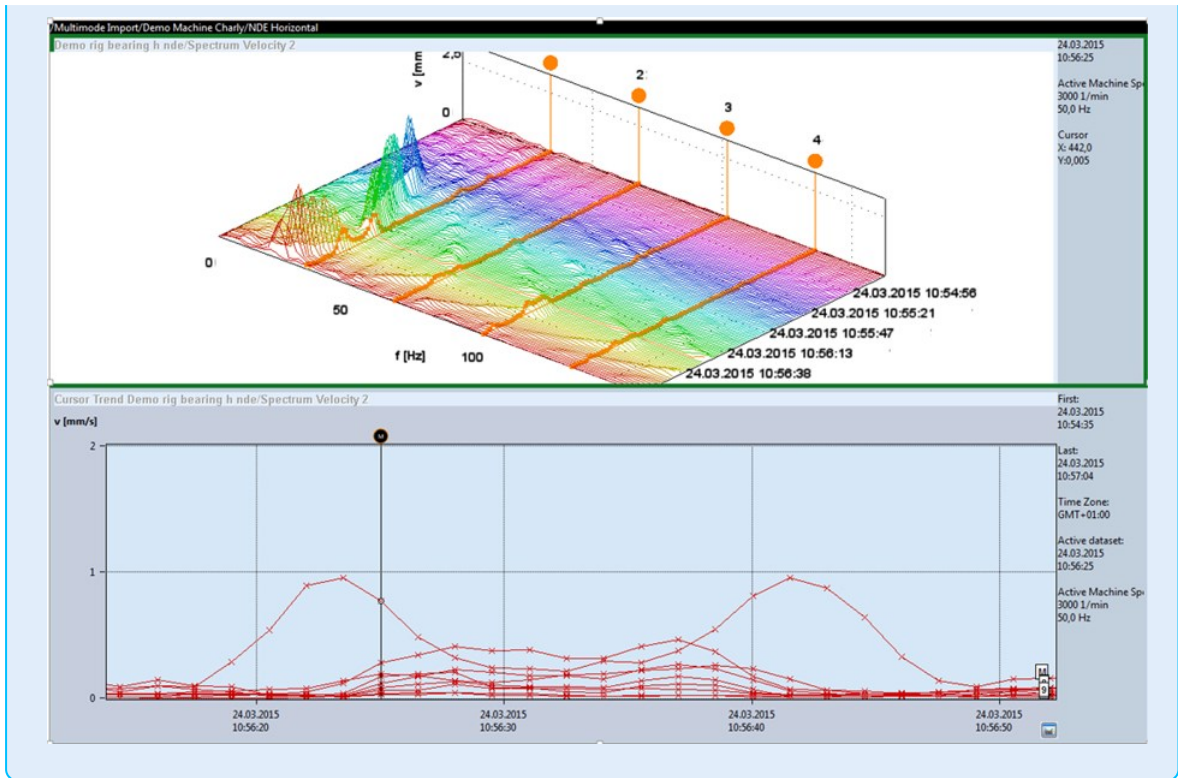 /Multimode Import/Demo Machine Charly/NDE Horizontal
Demo rig bearing h nde/Spectrum Velocity 2
24.03.2015
10:56:25
Active Machine Sp
3000 1/min
50,0 Hz
Cursor
X: 442,0
Y:0,005
v [mm
2,5
0
2
3
4
0
50
f [Hz]
100
24.03.2015 10:54:56
24.03.2015 10:55:21
24.03.2015 10:55:47
24.03.2015 10:56:13
24.03.2015 10:56:38
Cursor Trend Demo rig bearing h nde/Spectrum Velocity 2
First:
24.03.2015
10:54:35
Last:
24.03.2015
10:57:04
Time Zone:
GMT+01:00
Active dataset:
24.03.2015
10:56:25
Active Machine Sp
3000 1/min
50,0 Hz
v [mm/s]
M
2
1
0
M
9
24.03.2015
10:56:20
24.03.2015
10:56:30
24.03.2015
10:56:40
24.03.2015
10:56:50